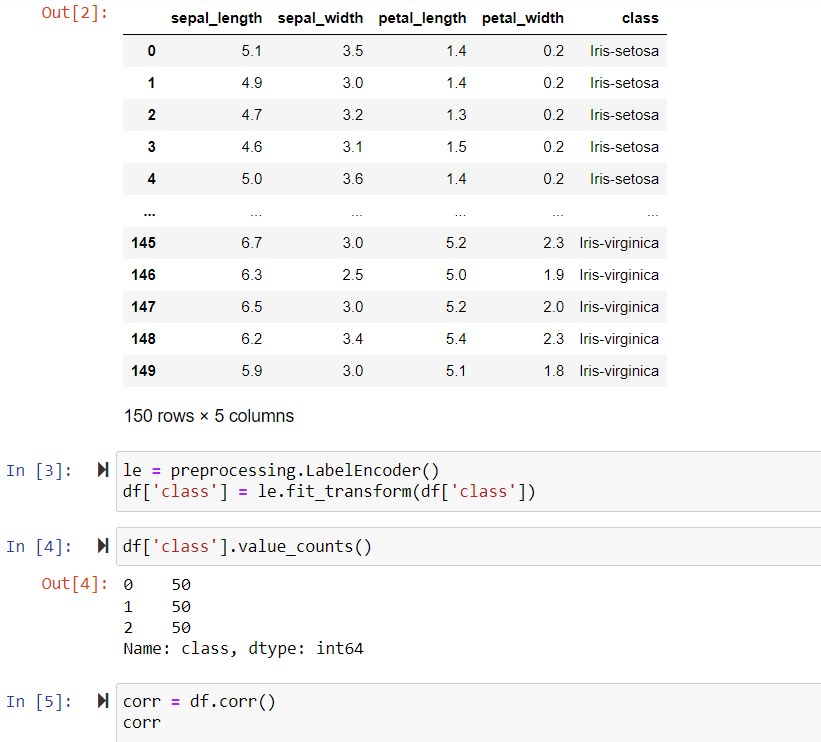 Out[2]:
sepal_length sepal_width petal_length petal_width class
0 5.1 3.5 1.4 0.2 Iris-setosa
1 4.9 3.0 1.4 0.2 Iris-setosa
2 4.7 3.2 1.3 0.2 Iris-setosa
3 4.6 3.1 1.5 0.2 Iris-setosa
4 5.0 3.6 1.4 0.2 Iris-setosa
... ... ... ... ... ...
145 6.7 3.0 5.2 2.3 Iris-virginica
146 6.3 2.5 5.0 1.9 Iris-virginica
147 6.5 3.0 5.2 2.0 Iris-virginica
148 6.2 3.4 5.4 2.3 Iris-virginica
149 5.9 3.0 5.1 1.8 Iris-virginica
150 rows × 5 columns
In [3]: le = preprocessing.LabelEncoder()
df['class'] = le.fit_transform(df['class'])
In [4]: df['class'].value_counts()
Out[4]: 0 50
1 50
2 50
Name: class, dtype: int64
In [5]: corr = df.corr()
corr